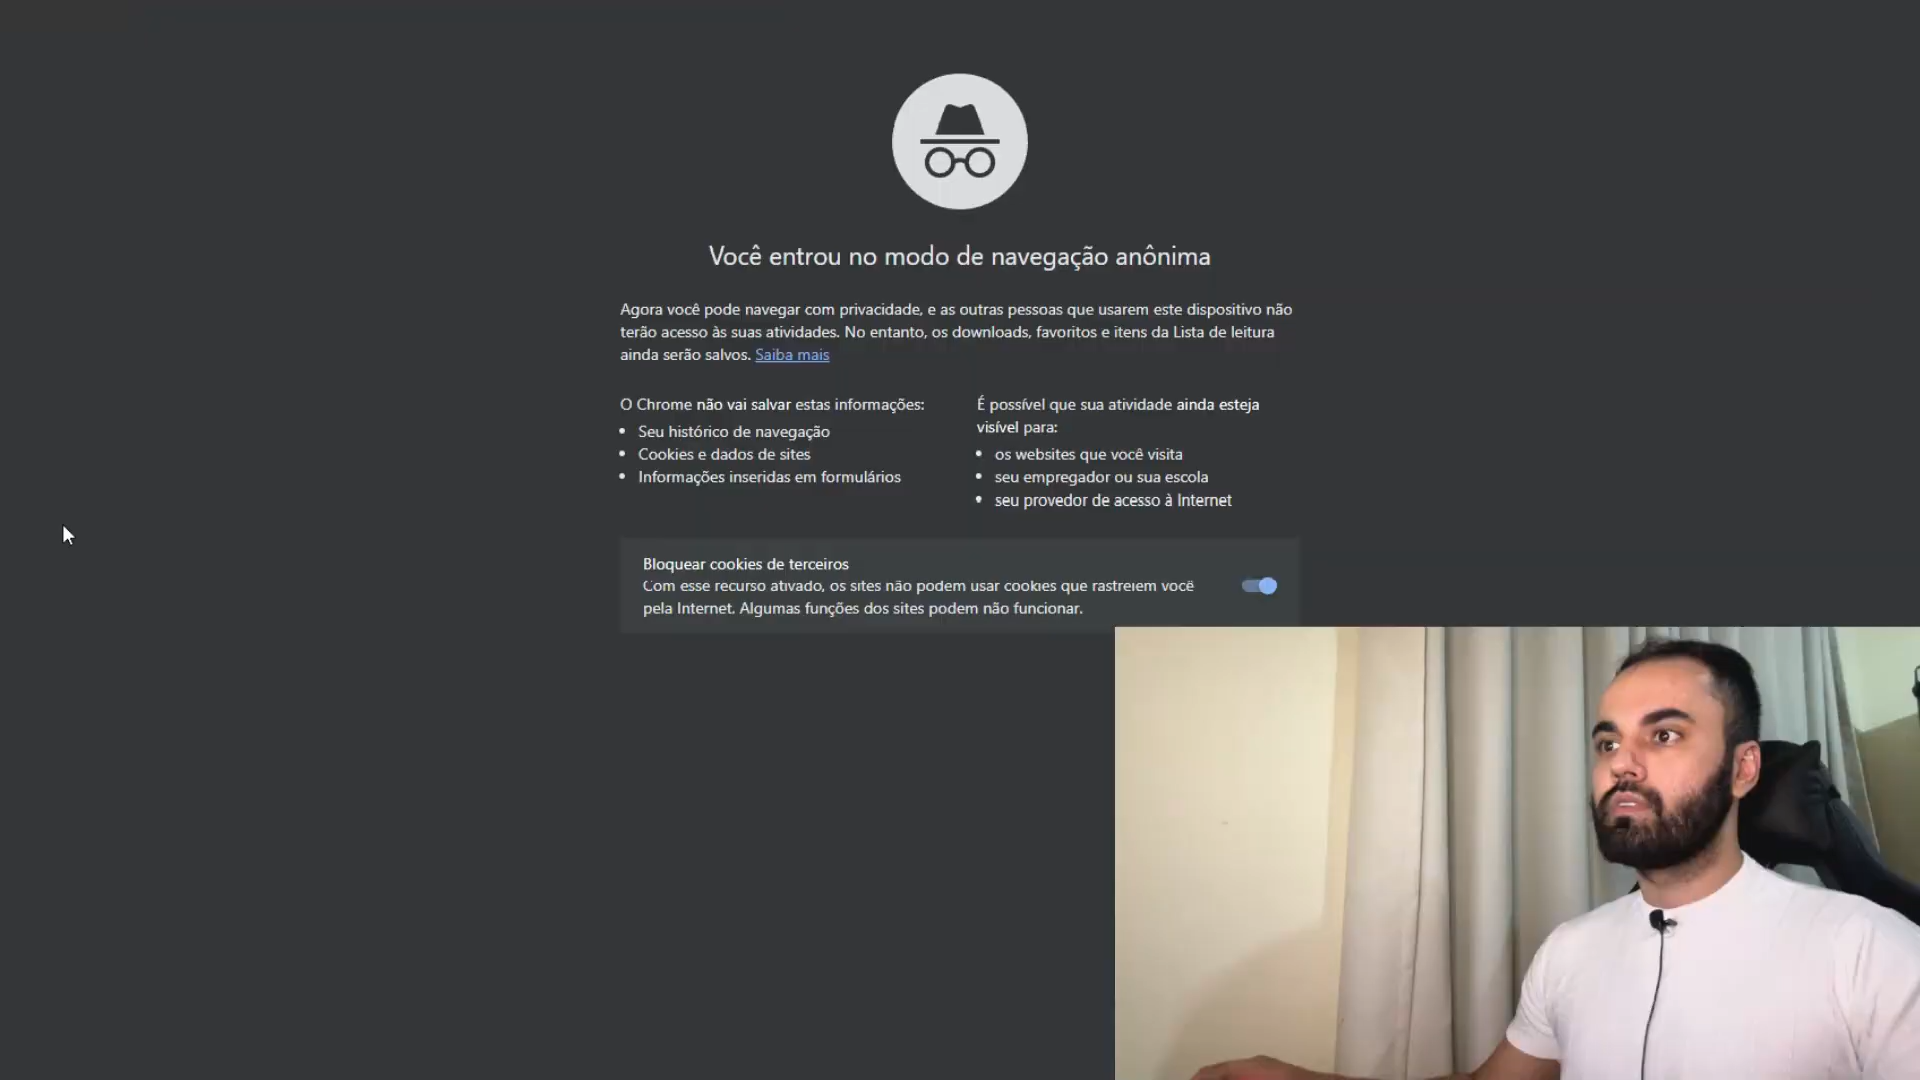 Você entrou no modo de navegação anônima
Agora você pode navegar com privacidade, e as outras pessoas que usarem este dispositivo não
terão acesso às suas atividades. No entanto, os downloads, favoritos e itens da Lista de leitura
ainda serão salvos. Saiba mais
O Chrome não vai salvar estas informações:
• Seu histórico de navegação
• Cookies e dados de sites
• Informações inseridas em formulários
É possível que sua atividade ainda esteja
visível para:
• os websites que você visita
• seu empregador ou sua escola
• seu provedor de acesso à Internet
Bloquear cookies de terceiros
Com esse recurso ativado, os sites não podem usar cookies que rastreiem você
pela Internet. Algumas funções dos sites podem não funcionar.